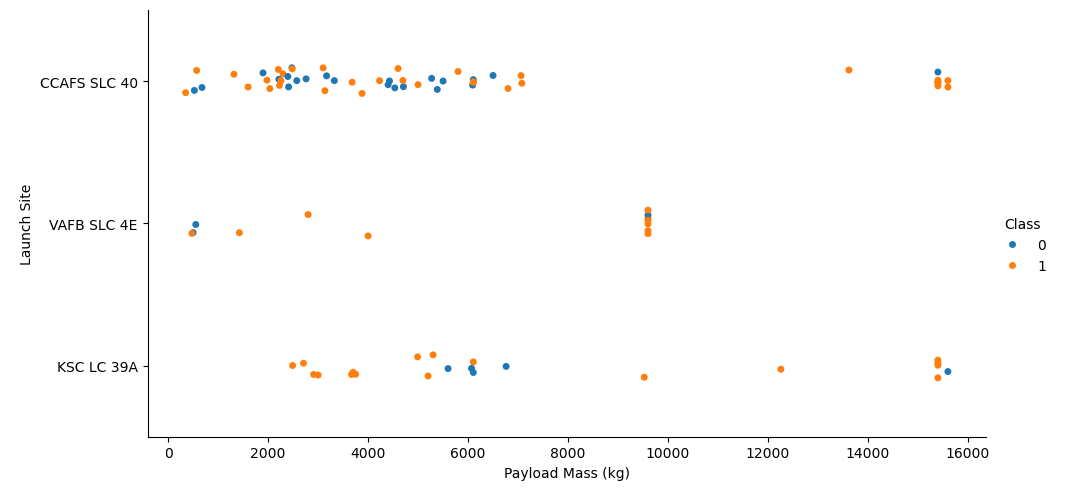 CCAFS SLC 40
VAFB SLC 4E
KSC LC 39A
Launch Site
0 2000 4000 6000 8000 10000 12000 14000 16000
Payload Mass (kg)
Class
0
1